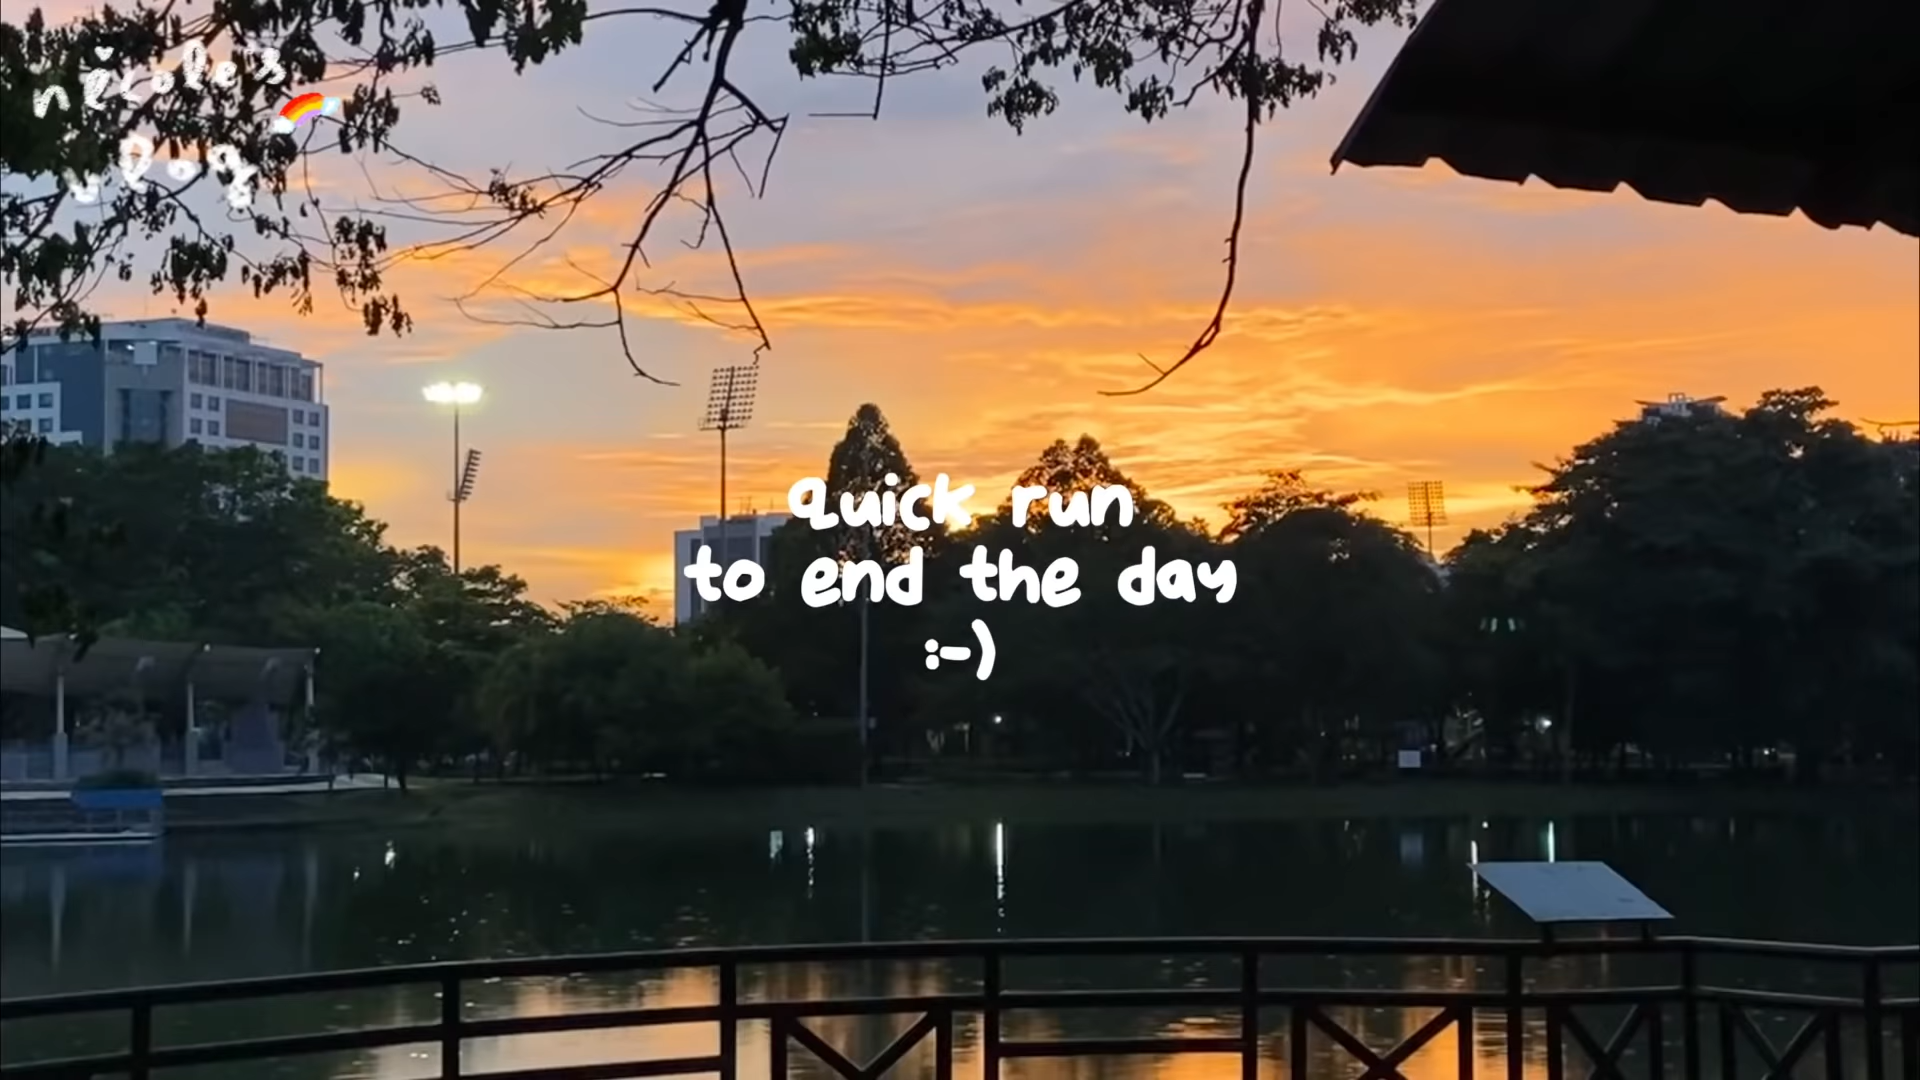 nicole's
vlog
quick run
to end the day
:-)